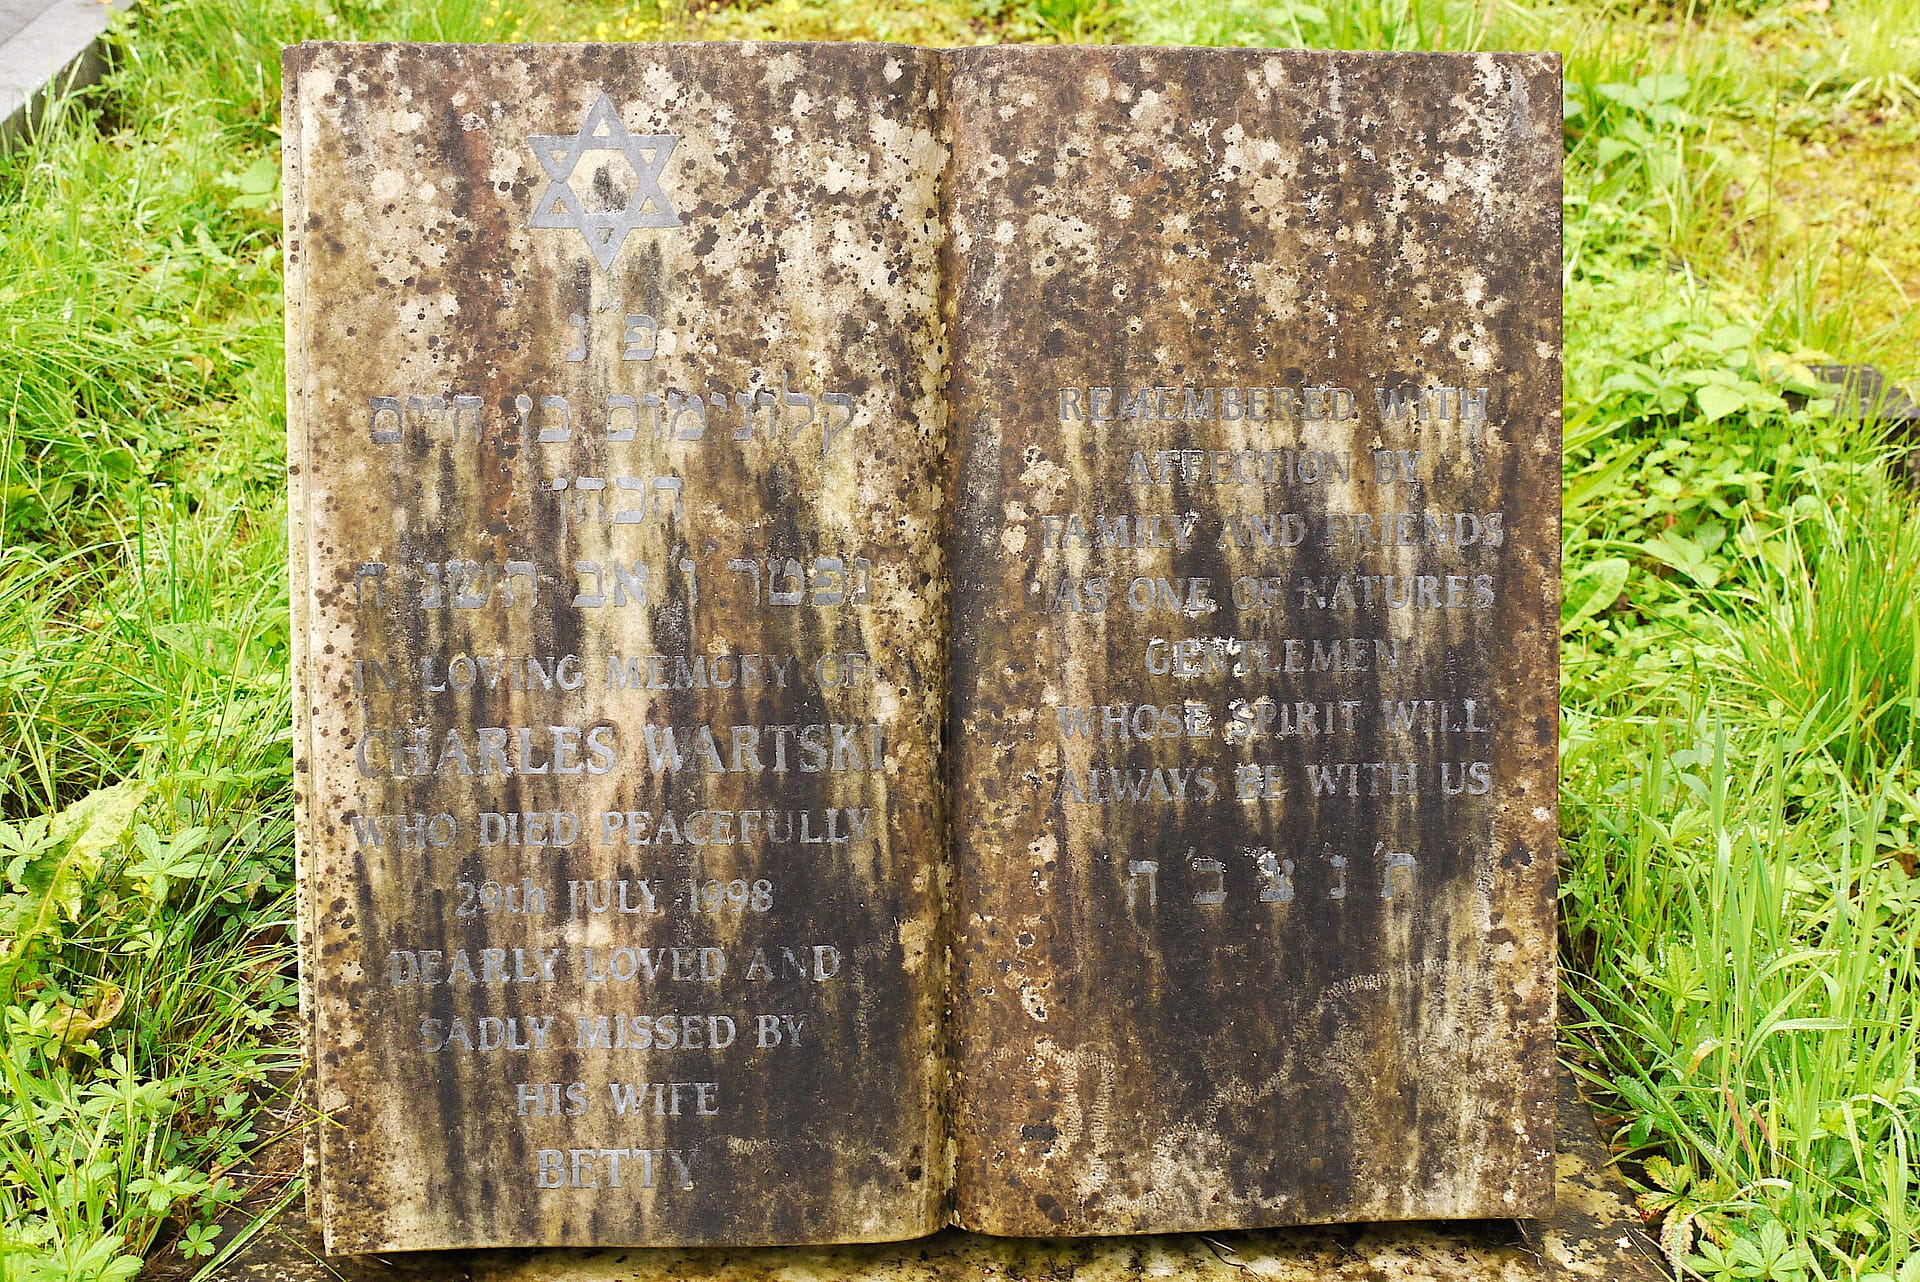 פ״נ
קלונימוס בן חיים
הכהן
נפטר ו׳ אב תשנ״ח
IN LOVING MEMORY OF
CHARLES WARTSKI
WHO DIED PEACEFULLY
29th JULY 1998
DEARLY LOVED AND
SADLY MISSED BY
HIS WIFE
BETTY
REMEMBERED WITH
AFFECTION BY
FAMILY AND FRIENDS
AS ONE OF NATURES
GENTLEMEN
WHOSE SPIRIT WILL
ALWAYS BE WITH US
ת׳ נ׳ צ׳ ב׳ ה